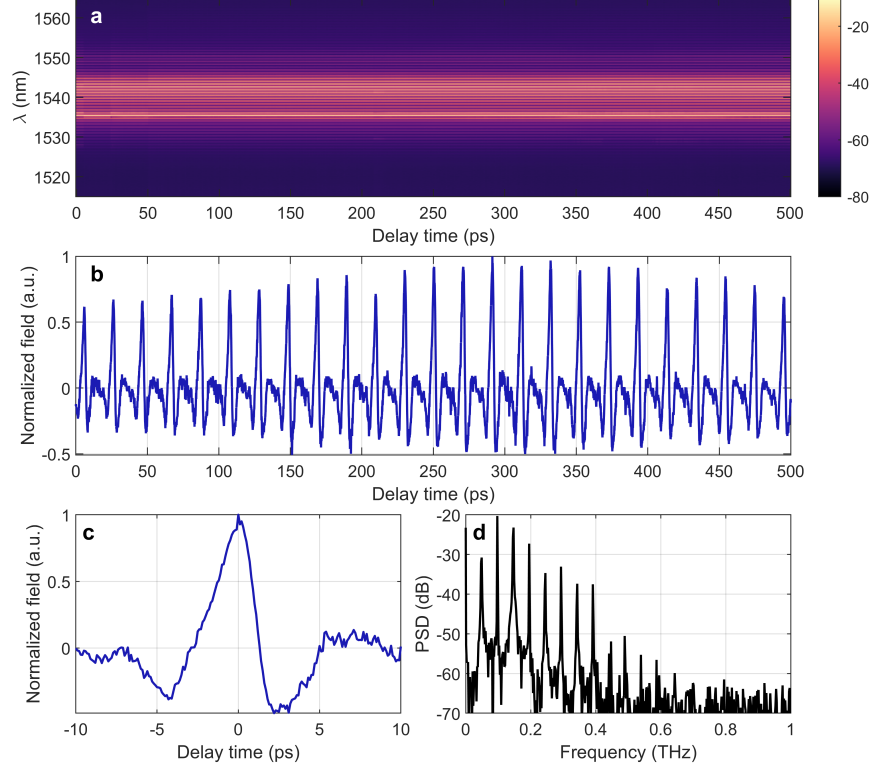 a
λ (nm)
1560
1550
1540
1530
1520
0 50 100 150 200 250 300 350 400 450 500
Delay time (ps)
-20
-40
-60
-80
b
Normalized field (a.u.)
1
0.5
0
-0.5
0 50 100 150 200 250 300 350 400 450 500
Delay time (ps)
c
Normalized field (a.u.)
1
0.5
0
-10 -5 0 5 10
Delay time (ps)
d
PSD (dB)
-20
-30
-40
-50
-60
-70
0 0.2 0.4 0.6 0.8 1
Frequency (THz)